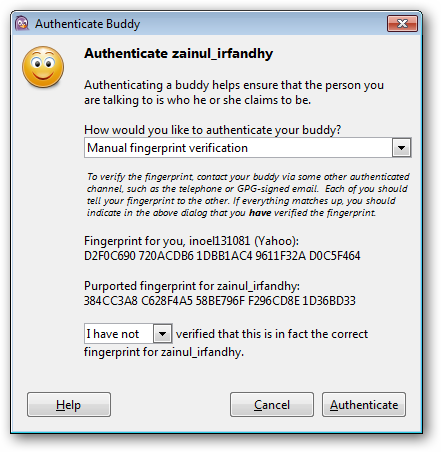 Authenticate Buddy
Authenticate zainul_irfandhy
Authenticating a buddy helps ensure that the person you
are talking to is who he or she claims to be.
How would you like to authenticate your buddy?
Manual fingerprint verification
To verify the fingerprint, contact your buddy via some other authenticated
channel, such as the telephone or GPG-signed email. Each of you should
tell your fingerprint to the other. If everything matches up, you should
indicate in the above dialog that you have verified the fingerprint.
Fingerprint for you, inoel131081 (Yahoo):
D2F0C690 720ACDB6 1DBB1AC4 9611F32A D0C5F464
Purported fingerprint for zainul_irfandhy:
384CC3A8 C628F4A5 58BE796F F296CD8E 1D36BD33
I have not verified that this is in fact the correct
fingerprint for zainul_irfandhy.
Help Cancel Authenticate